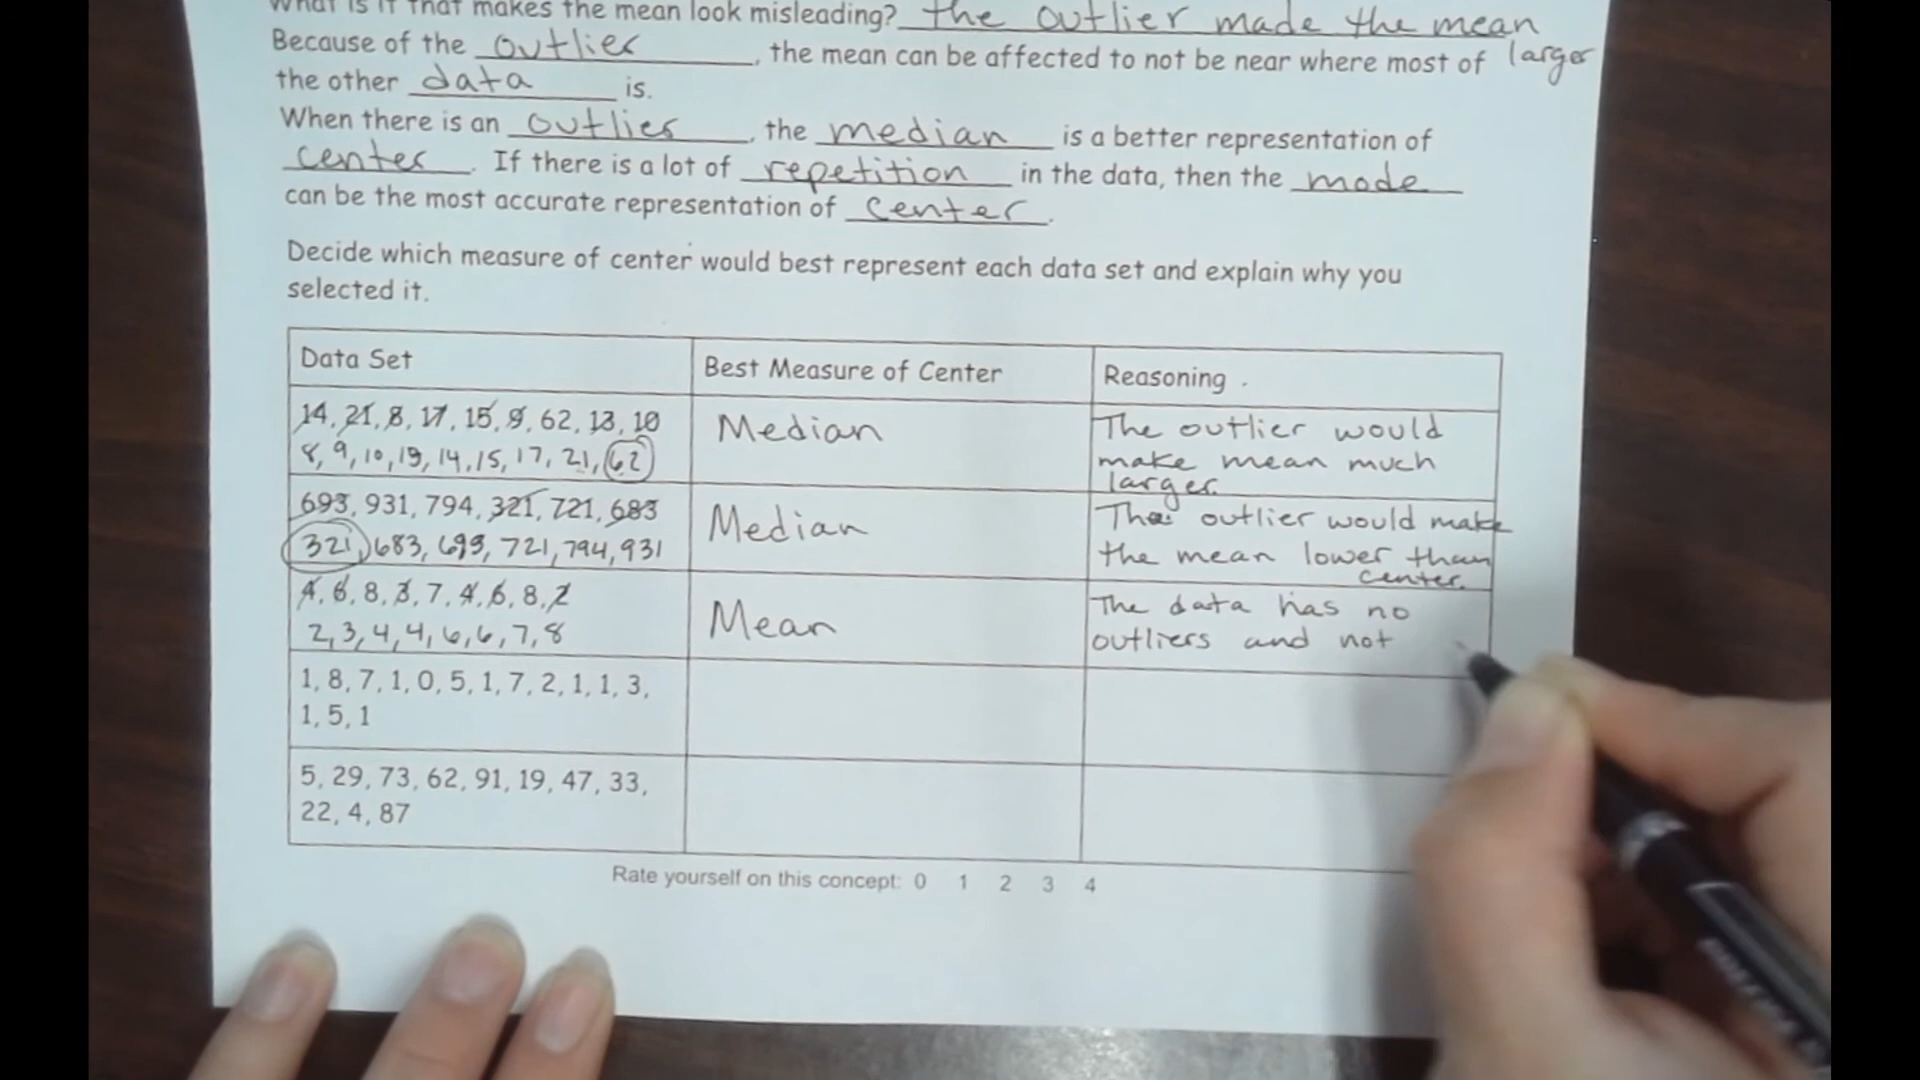 What is it that makes the mean look misleading? the outlier made the mean
Because of the outlier, the mean can be affected to not be near where most of larger
the other data is.
When there is an outlier, the median is a better representation of
center. If there is a lot of repetition in the data, then the mode
can be the most accurate representation of center.
Decide which measure of center would best represent each data set and explain why you
selected it.
Data Set
Best Measure of Center
Reasoning
14, 21, 8, 17, 15, 9, 62, 13, 10
8, 9, 10, 13, 14, 15, 17, 21, 62
Median
The outlier would
make mean much
larger.
693, 931, 794, 321, 721, 683
321, 683, 693, 721, 794, 931
Median
The outlier would make
the mean lower than
center.
4, 6, 8, 3, 7, 4, 6, 8, 2
2, 3, 4, 4, 6, 6, 7, 8
Mean
The data has no
outliers and not
1, 8, 7, 1, 0, 5, 1, 7, 2, 1, 1, 3,
1, 5, 1
5, 29, 73, 62, 91, 19, 47, 33,
22, 4, 87
Rate yourself on this concept: 0 1 2 3 4